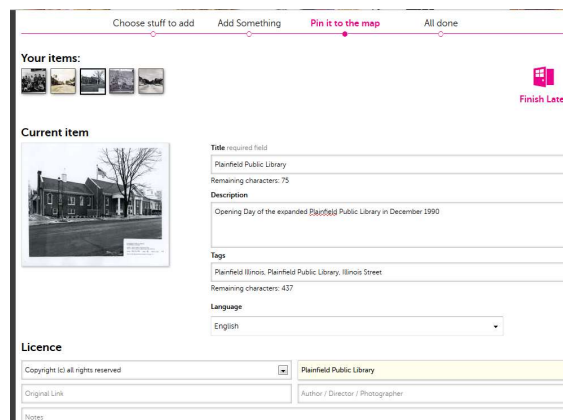 Choose stuff to add Add Something Pin it to the map All done
Your items:
Finish Late
Current item
Title required field
Plainfield Public Library
Remaining characters: 75
Description
Opening Day of the expanded Plainfield Public Library in December 1990
Tags
Plainfield Illinois, Plainfield Public Library, Illinois Street
Remaining characters: 437
Language
English
Licence
Copyright (c) all rights reserved Plainfield Public Library
Original Link Author / Director / Photographer
Notes